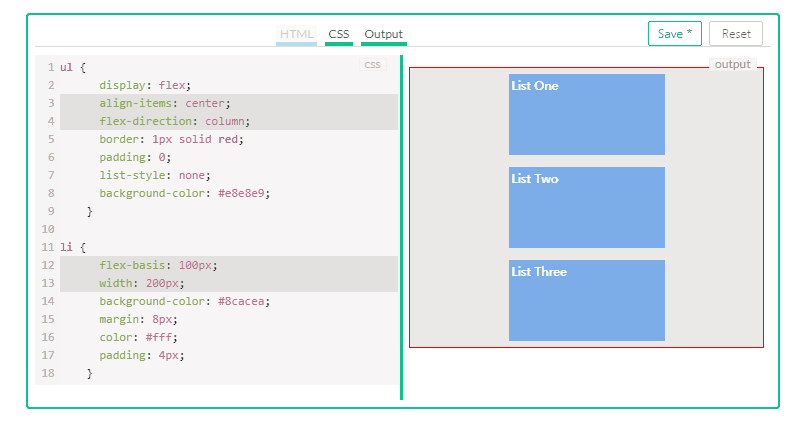 HTML CSS Output Save * Reset
css
1 ul {
2 display: flex;
3 align-items: center;
4 flex-direction: column;
5 border: 1px solid red;
6 padding: 0;
7 list-style: none;
8 background-color: #e8e8e9;
9 }
10
11 li {
12 flex-basis: 100px;
13 width: 200px;
14 background-color: #8cacea;
15 margin: 8px;
16 color: #fff;
17 padding: 4px;
18 }
output
List One
List Two
List Three